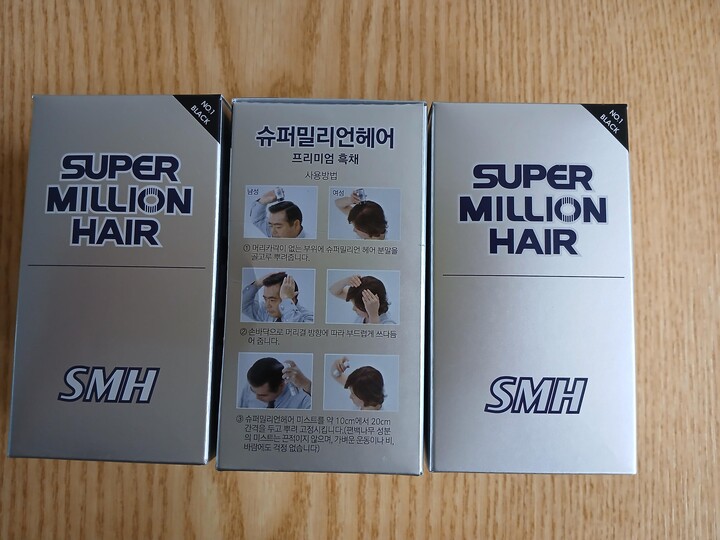 NO.1
BLACK
SUPER
MILLION
HAIR
SMH
슈퍼밀리언헤어
프리미엄 흑채
사용방법
남성
여성
① 머리카락이 없는 부위에 슈퍼밀리언 헤어 분말을
골고루 뿌려줍니다.
② 손바닥으로 머리결 방향에 따라 부드럽게 쓰다듬
어 줍니다.
③ 슈퍼밀리언헤어 미스트를 약 10cm에서 20cm
간격을 두고 뿌려 고정시킵니다.(편백나무 성분
의 미스트는 끈적이지 않으며, 가벼운 운동이나 비,
바람에도 걱정 없습니다)
NO.1
BLACK
SUPER
MILLION
HAIR
SMH